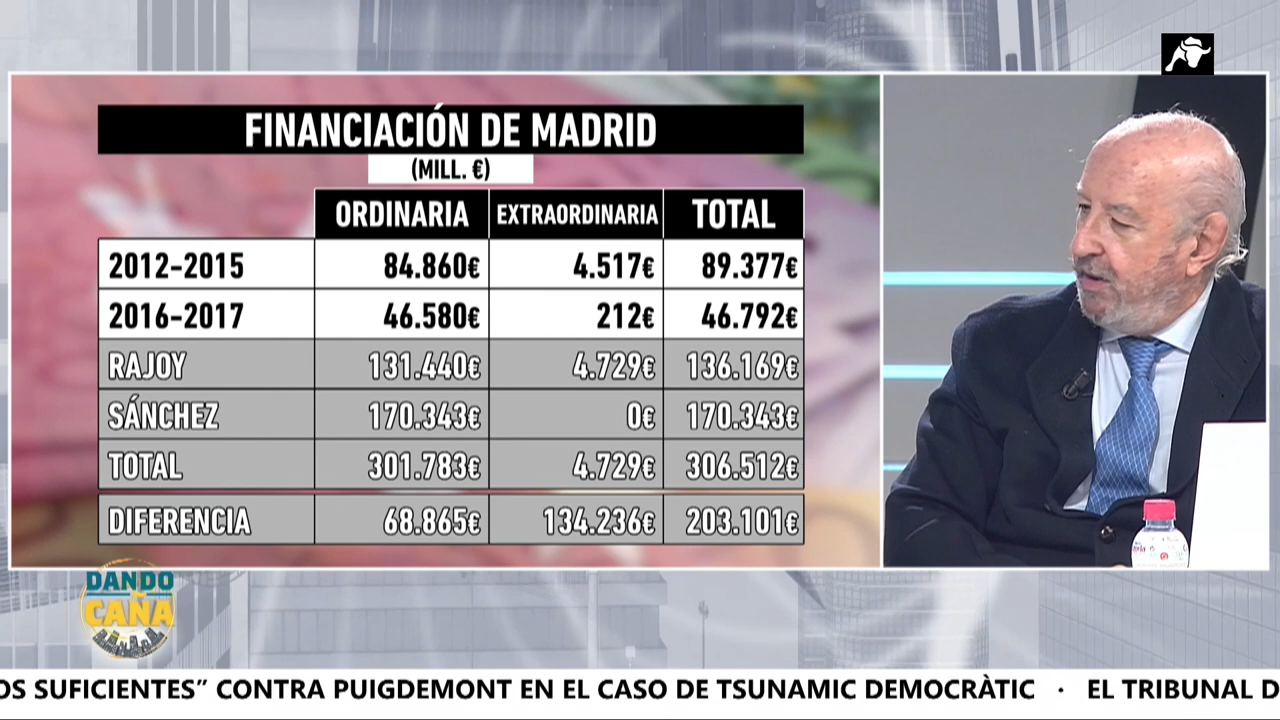 FINANCIACIÓN DE MADRID
(MILL. €)
ORDINARIA EXTRAORDINARIA TOTAL
2012-2015 84.860€ 4.517€ 89.377€
2016-2017 46.580€ 212€ 46.792€
RAJOY 131.440€ 4.729€ 136.169€
SÁNCHEZ 170.343€ 0€ 170.343€
TOTAL 301.783€ 4.729€ 306.512€
DIFERENCIA 68.865€ 134.236€ 203.101€
DANDO
CAÑA
OS SUFICIENTES” CONTRA PUIGDEMONT EN EL CASO DE TSUNAMIC DEMOCRÀTIC · EL TRIBUNAL D